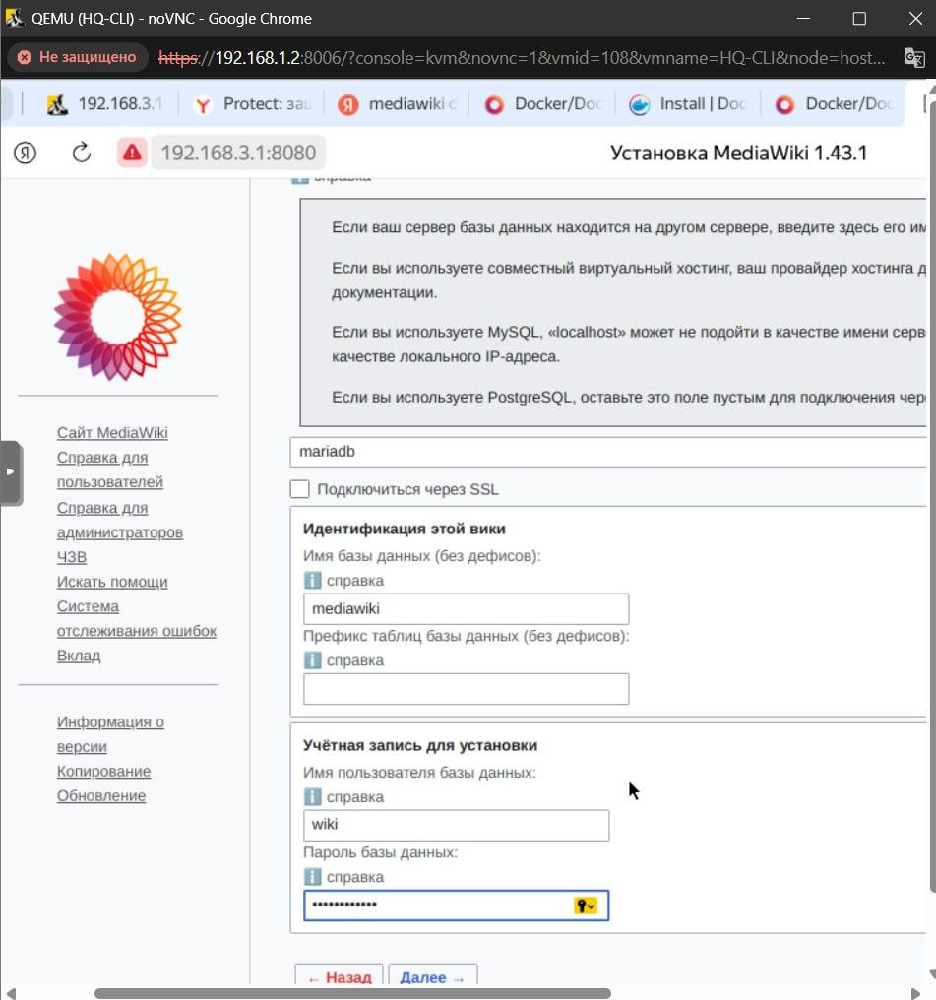 QEMU (HQ-CLI) - noVNC - Google Chrome
Не защищено https://192.168.1.2:8006/?console=kvm&novnc=1&vmid=108&vmname=HQ-CLI&node=host...
192.168.3.1 Protect: за mediawiki d Docker/Doc Install | Doc Docker/Doc
192.168.3.1:8080 Установка MediaWiki 1.43.1
справка
Если ваш сервер базы данных находится на другом сервере, введите здесь его им
Если вы используете совместный виртуальный хостинг, ваш провайдер хостинга д
документации.
Если вы используете MySQL, «localhost» может не подойти в качестве имени серв
качестве локального IP-адреса.
Если вы используете PostgreSQL, оставьте это поле пустым для подключения чер
mariadb
Подключиться через SSL
Идентификация этой вики
Имя базы данных (без дефисов):
справка
mediawiki
Префикс таблиц базы данных (без дефисов):
справка
Учётная запись для установки
Имя пользователя базы данных:
справка
wiki
Пароль базы данных:
справка
••••••••••••
← Назад Далее →
Сайт MediaWiki
Справка для
пользователей
Справка для
администраторов
ЧЗВ
Искать помощи
Система
отслеживания ошибок
Вклад
Информация о
версии
Копирование
Обновление